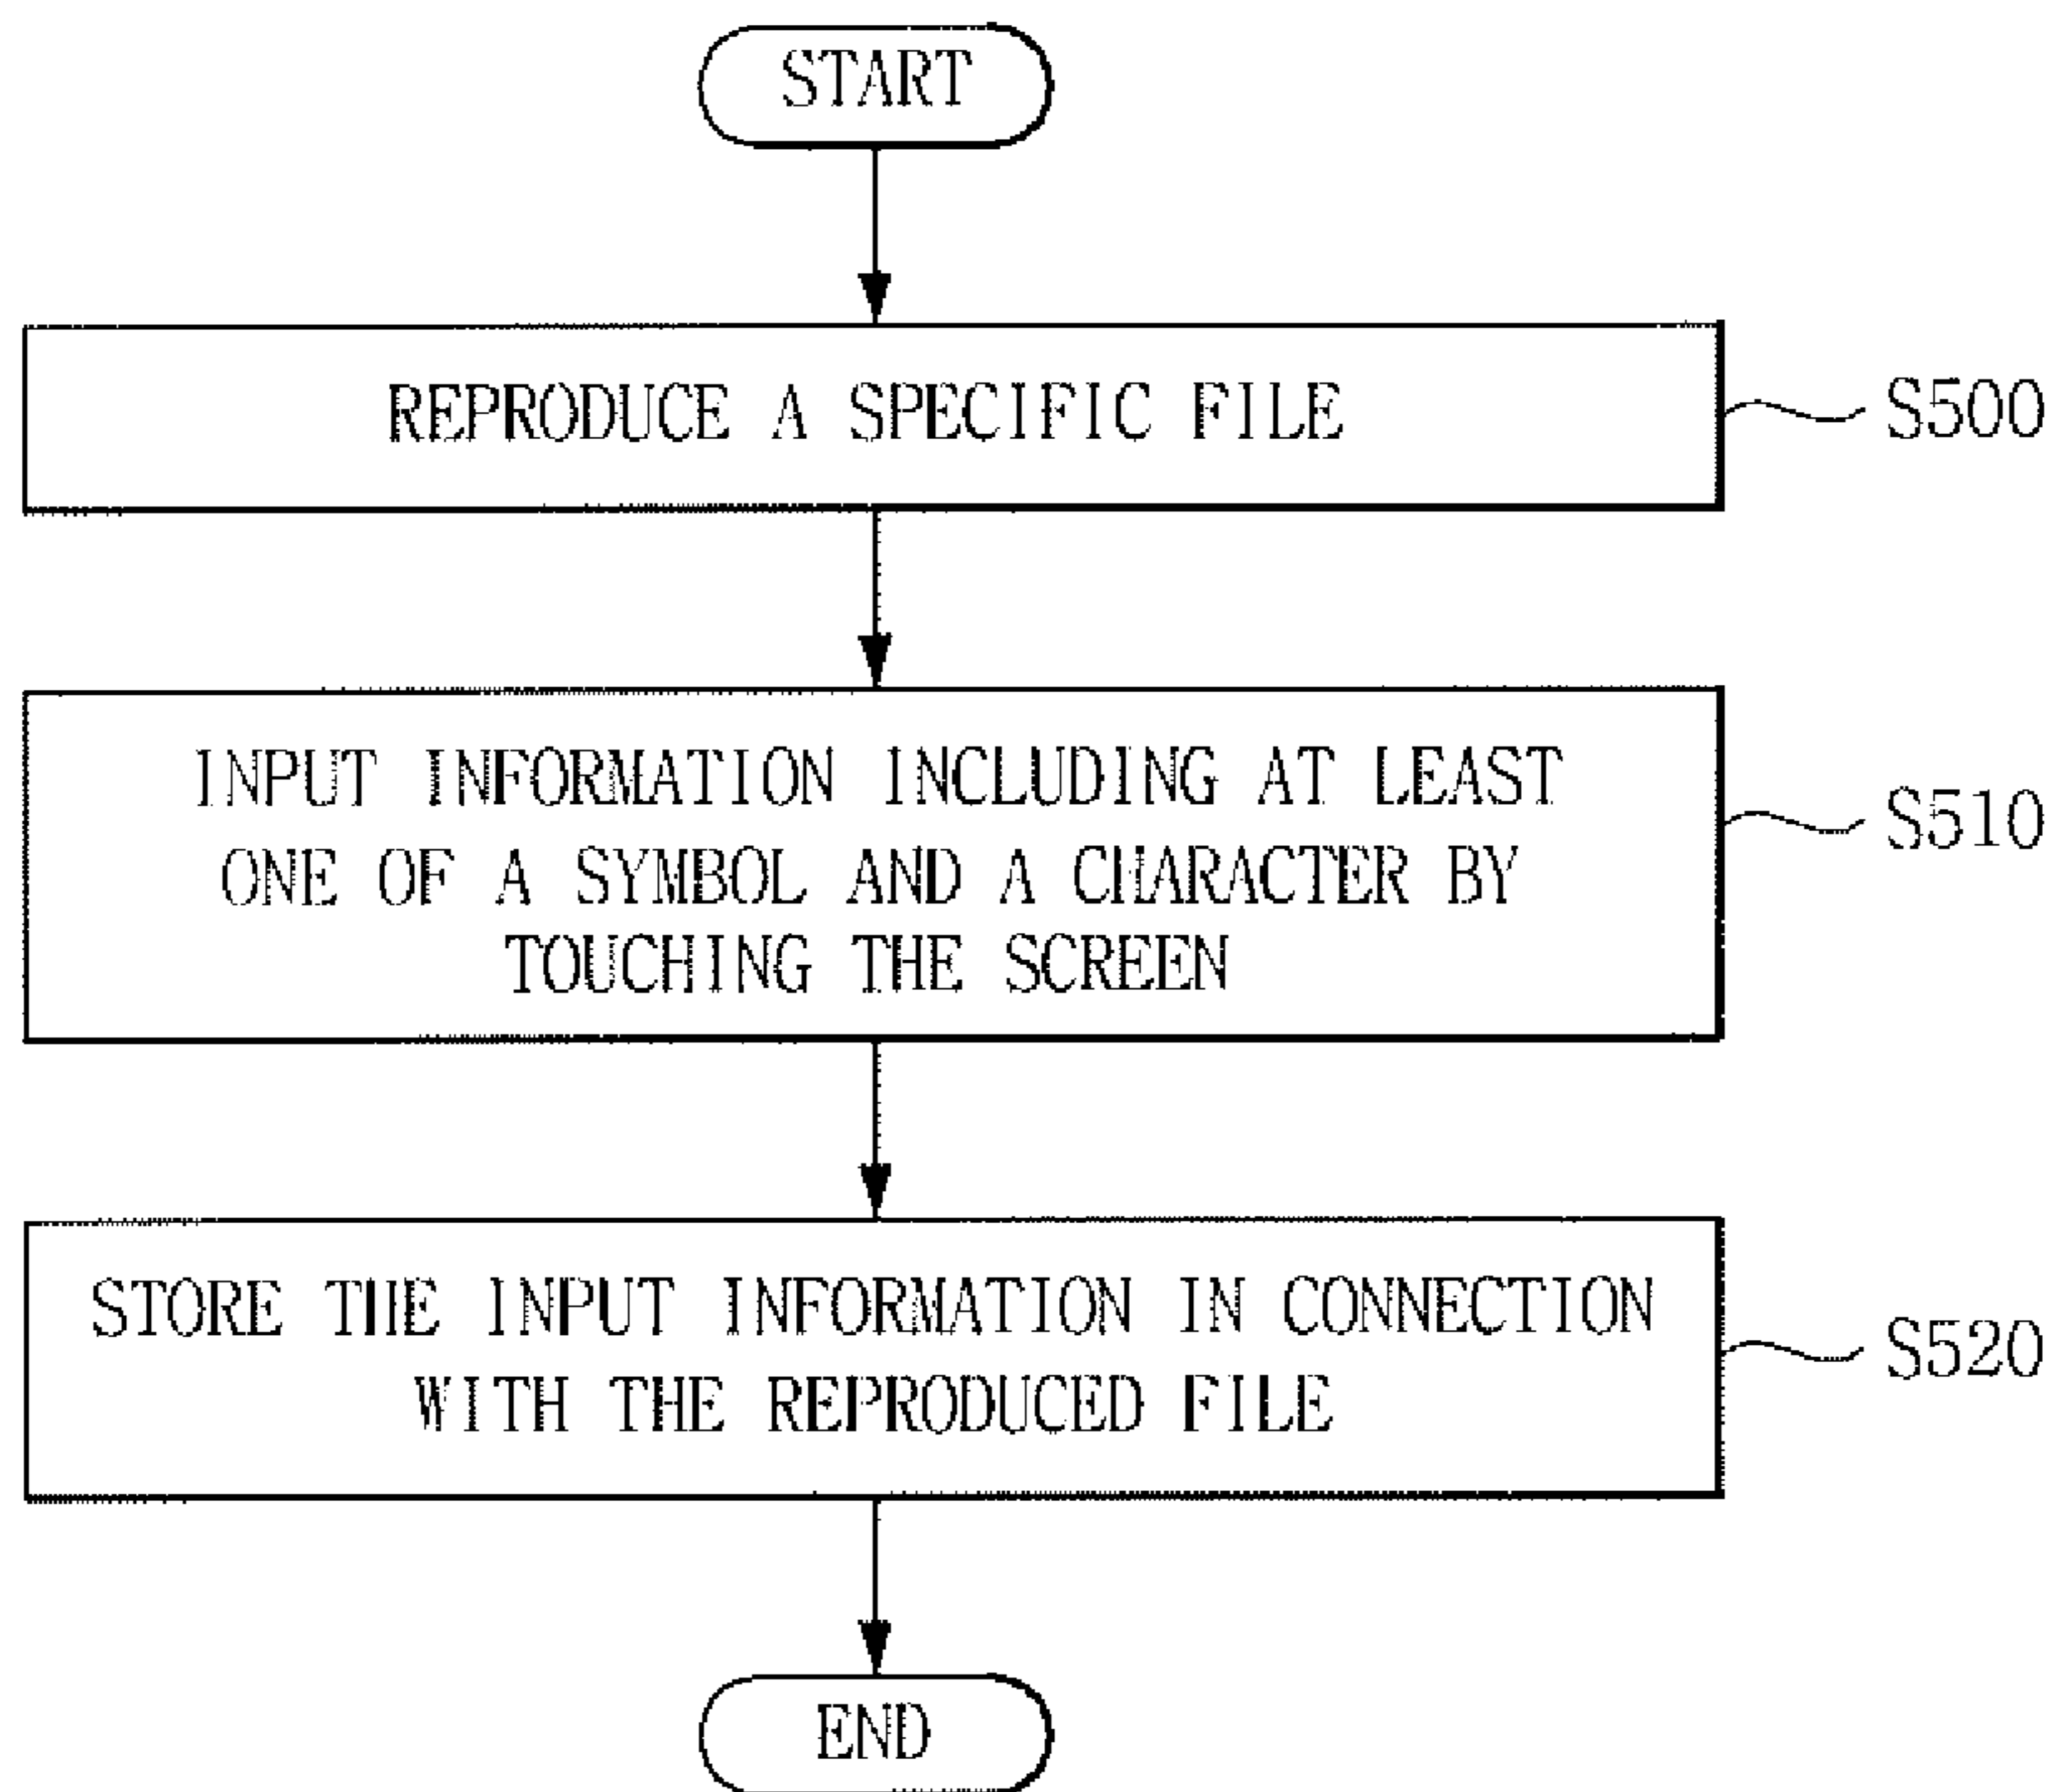 START
REPRODUCE A SPECIFIC FILE
S500
INPUT INFORMATION INCLUDING AT LEAST
ONE OF A SYMBOL AND A CHARACTER BY
TOUCHING THE SCREEN
S510
STORE THE INPUT INFORMATION IN CONNECTION
WITH THE REPRODUCED FILE
S520
END